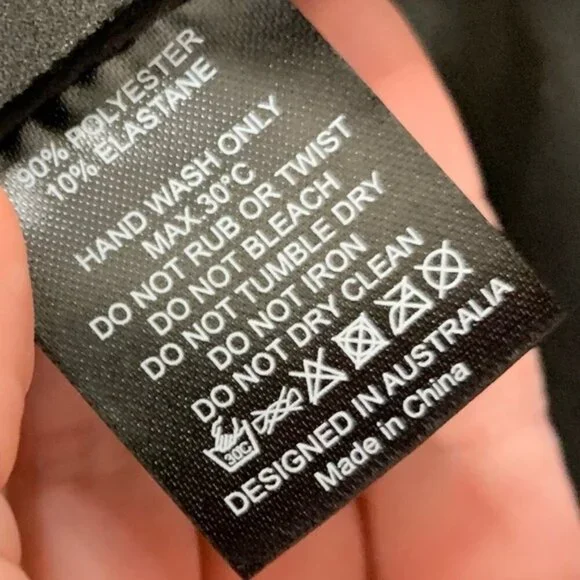 90% POLYESTER
10% ELASTANE
HAND WASH ONLY
MAX 30°C
DO NOT RUB OR TWIST
DO NOT BLEACH
DO NOT TUMBLE DRY
DO NOT IRON
DO NOT DRY CLEAN
30C
DESIGNED IN AUSTRALIA
Made in China